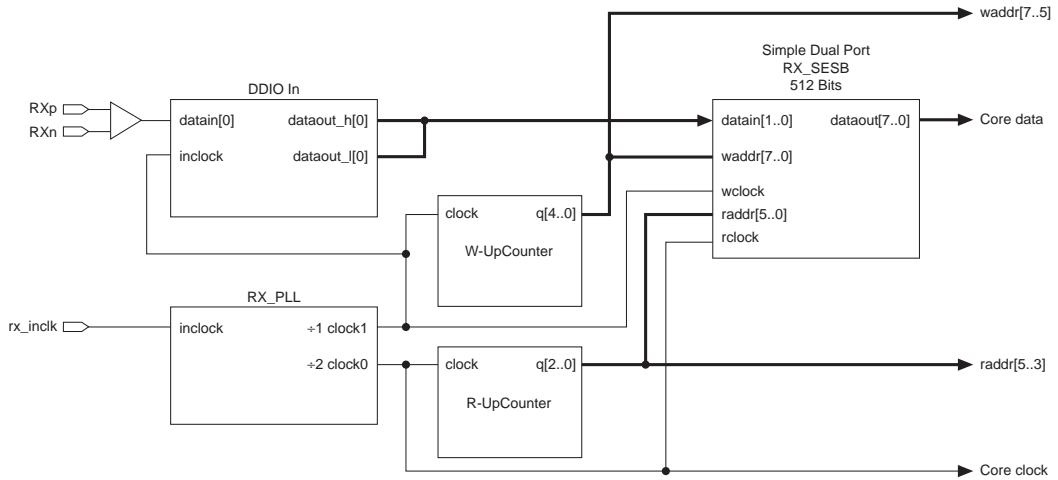 waddr[7..5]
Simple Dual Port
RX_SESB
512 Bits
DDIO In
RXp
RXn
datain[0]
dataout_h[0]
inclock
dataout_l[0]
datain[1..0]
dataout[7..0]
Core data
waddr[7..0]
wclock
raddr[5..0]
rclock
clock
q[4..0]
W-UpCounter
RX_PLL
rx_inclk
inclock
÷1 clock1
÷2 clock0
clock
q[2..0]
R-UpCounter
raddr[5..3]
Core clock